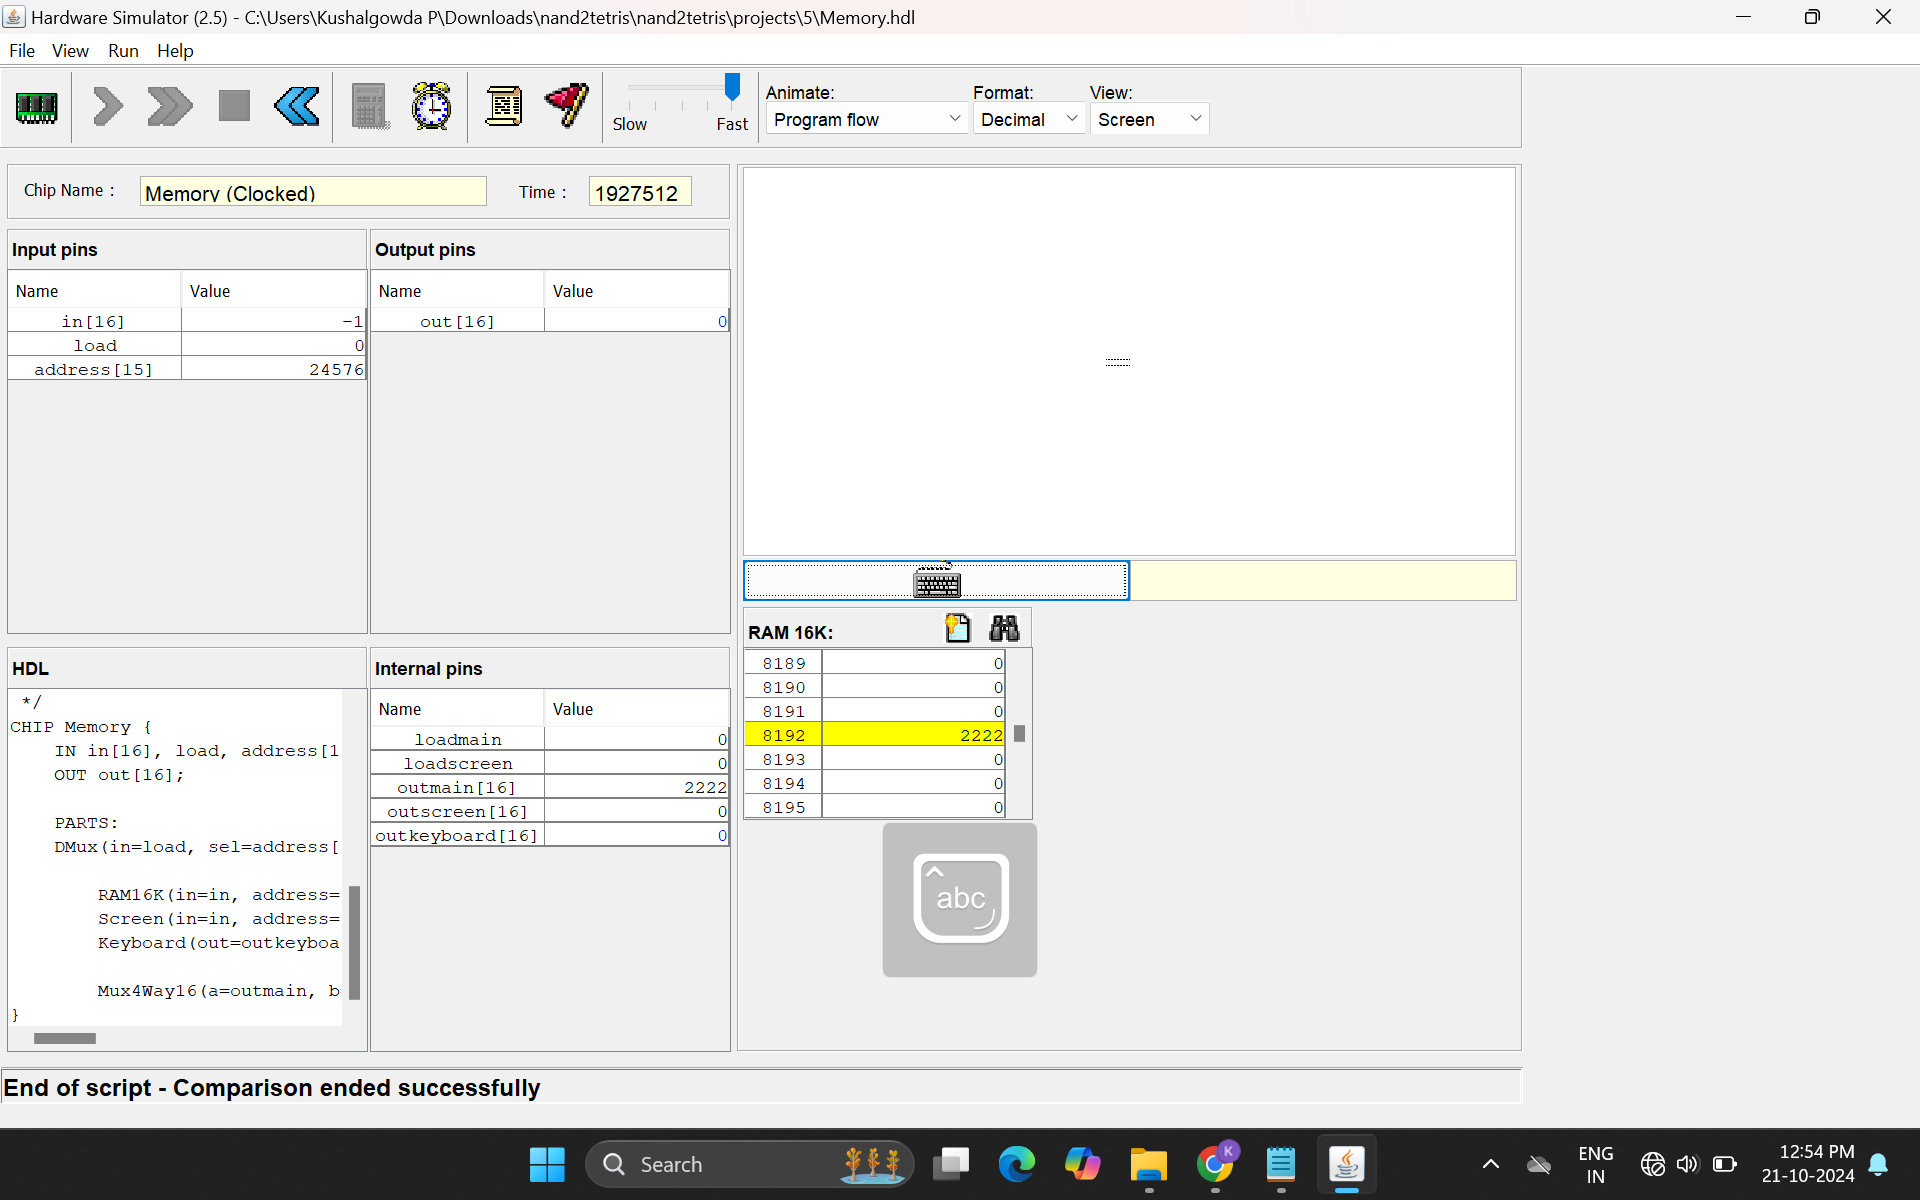 Hardware Simulator (2.5) - C:\Users\Kushalgowda P\Downloads\nand2tetris\nand2tetris\projects\5\Memory.hdl
File View Run Help
Slow Fast
Animate:
Program flow
Format:
Decimal
View:
Screen
Chip Name : Memory (Clocked) Time : 1927512
Input pins
Name Value
in[16] -1
load 0
address[15] 24576
Output pins
Name Value
out[16] 0
HDL
*/
CHIP Memory {
IN in[16], load, address[1
OUT out[16];
PARTS:
DMux(in=load, sel=address[
RAM16K(in=in, address=
Screen(in=in, address=
Keyboard(out=outkeyboa
Mux4Way16(a=outmain, b
}
Internal pins
Name Value
loadmain 0
loadscreen 0
outmain[16] 2222
outscreen[16] 0
outkeyboard[16] 0
RAM 16K:
8189 0
8190 0
8191 0
8192 2222
8193 0
8194 0
8195 0
abc
End of script - Comparison ended successfully
Search
K
ENG
IN
12:54 PM
21-10-2024